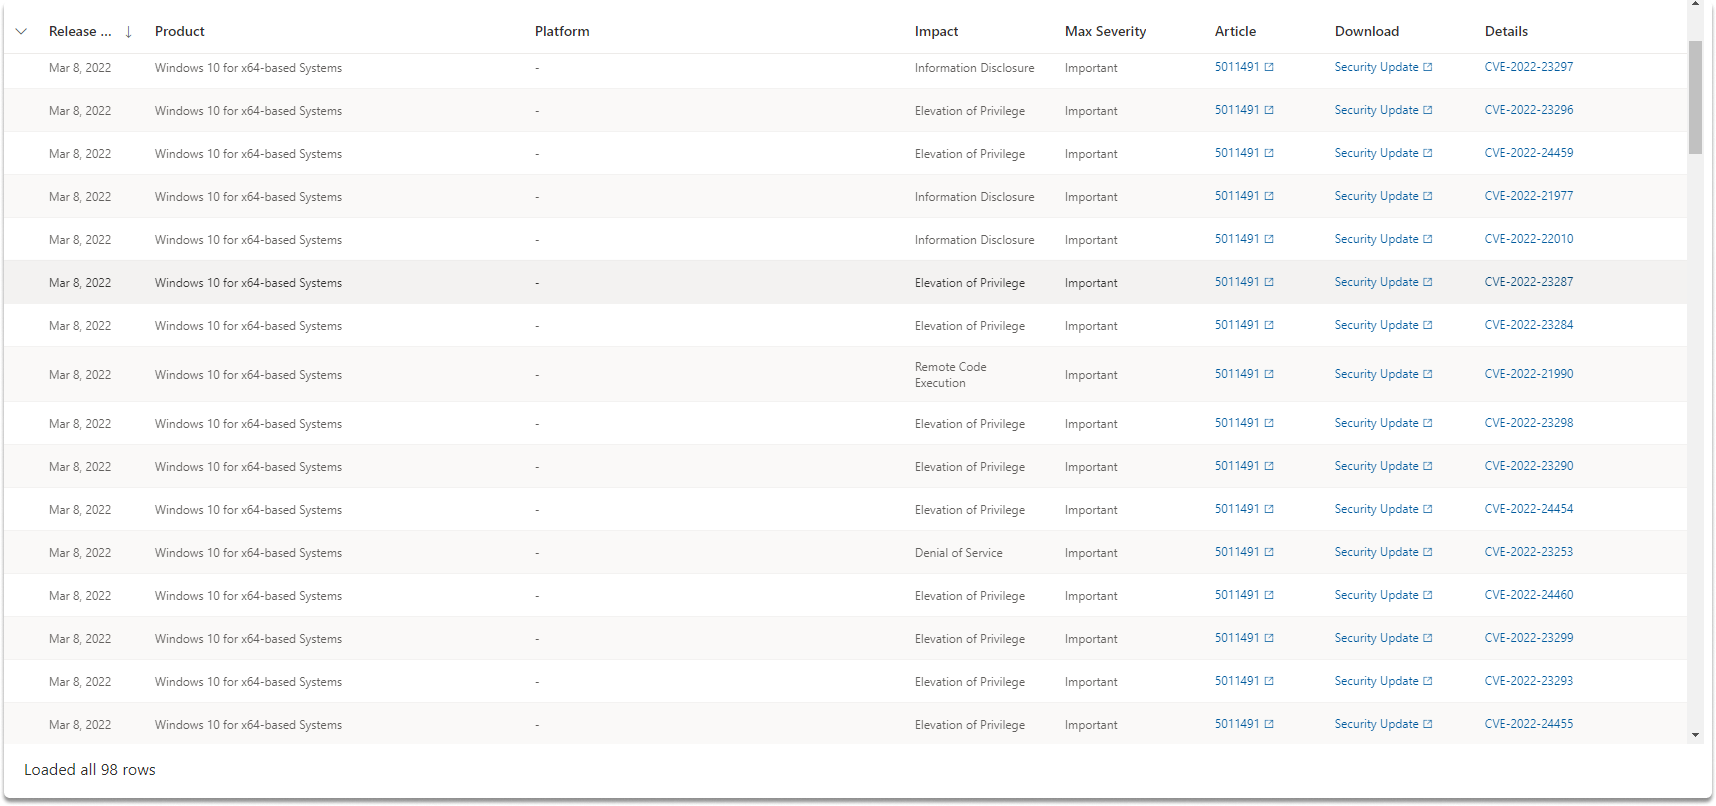 Release ... ↓ Product Platform Impact Max Severity Article Download Details
Mar 8, 2022 Windows 10 for x64-based Systems - Information Disclosure Important 5011491 Security Update CVE-2022-23297
Mar 8, 2022 Windows 10 for x64-based Systems - Elevation of Privilege Important 5011491 Security Update CVE-2022-23296
Mar 8, 2022 Windows 10 for x64-based Systems - Elevation of Privilege Important 5011491 Security Update CVE-2022-24459
Mar 8, 2022 Windows 10 for x64-based Systems - Information Disclosure Important 5011491 Security Update CVE-2022-21977
Mar 8, 2022 Windows 10 for x64-based Systems - Information Disclosure Important 5011491 Security Update CVE-2022-22010
Mar 8, 2022 Windows 10 for x64-based Systems - Elevation of Privilege Important 5011491 Security Update CVE-2022-23287
Mar 8, 2022 Windows 10 for x64-based Systems - Elevation of Privilege Important 5011491 Security Update CVE-2022-23284
Mar 8, 2022 Windows 10 for x64-based Systems - Remote Code
Execution Important 5011491 Security Update CVE-2022-21990
Mar 8, 2022 Windows 10 for x64-based Systems - Elevation of Privilege Important 5011491 Security Update CVE-2022-23298
Mar 8, 2022 Windows 10 for x64-based Systems - Elevation of Privilege Important 5011491 Security Update CVE-2022-23290
Mar 8, 2022 Windows 10 for x64-based Systems - Elevation of Privilege Important 5011491 Security Update CVE-2022-24454
Mar 8, 2022 Windows 10 for x64-based Systems - Denial of Service Important 5011491 Security Update CVE-2022-23253
Mar 8, 2022 Windows 10 for x64-based Systems - Elevation of Privilege Important 5011491 Security Update CVE-2022-24460
Mar 8, 2022 Windows 10 for x64-based Systems - Elevation of Privilege Important 5011491 Security Update CVE-2022-23299
Mar 8, 2022 Windows 10 for x64-based Systems - Elevation of Privilege Important 5011491 Security Update CVE-2022-23293
Mar 8, 2022 Windows 10 for x64-based Systems - Elevation of Privilege Important 5011491 Security Update CVE-2022-24455
Loaded all 98 rows